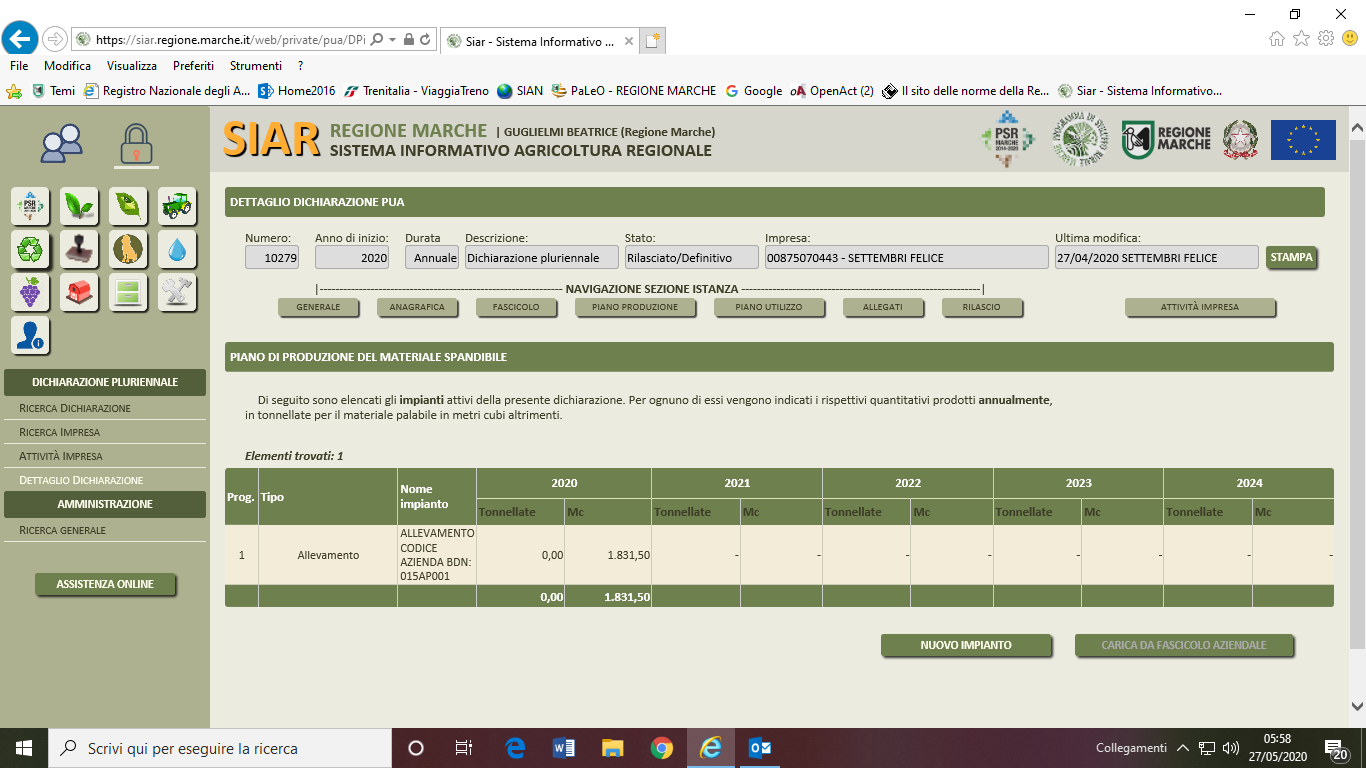 https://siar.regione.marche.it/web/private/pua/DPi
Siar - Sistema Informativo ...
File Modifica Visualizza Preferiti Strumenti ?
Temi Registro Nazionale degli A... Home2016 Trenitalia - ViaggiaTreno SIAN PaLeO - REGIONE MARCHE Google OpenAct (2) Il sito delle norme della Re... Siar - Sistema Informativo...
SIAR REGIONE MARCHE | GUGLIELMI BEATRICE (Regione Marche)
SISTEMA INFORMATIVO AGRICOLTURA REGIONALE
PSR MARCHE
REGIONE MARCHE
DETTAGLIO DICHIARAZIONE PUA
Numero: Anno di inizio: Durata Descrizione: Stato: Impresa: Ultima modifica:
10279 2020 Annuale Dichiarazione pluriennale Rilasciato/Definitivo 00875070443 - SETTEMBRI FELICE 27/04/2020 SETTEMBRI FELICE STAMPA
NAVIGAZIONE SEZIONE ISTANZA
GENERALE ANAGRAFICA FASCICOLO PIANO PRODUZIONE PIANO UTILIZZO ALLEGATI RILASCIO ATTIVITÀ IMPRESA
DICHIARAZIONE PLURIENNALE
RICERCA DICHIARAZIONE
RICERCA IMPRESA
ATTIVITÀ IMPRESA
DETTAGLIO DICHIARAZIONE
AMMINISTRAZIONE
RICERCA GENERALE
ASSISTENZA ONLINE
PIANO DI PRODUZIONE DEL MATERIALE SPANDIBILE
Di seguito sono elencati gli impianti attivi della presente dichiarazione. Per ognuno di essi vengono indicati i rispettivi quantitativi prodotti annualmente,
in tonnellate per il materiale palabile in metri cubi altrimenti.
Elementi trovati: 1
Prog. Tipo Nome impianto 2020 2021 2022 2023 2024
Tonnellate Mc Tonnellate Mc Tonnellate Mc Tonnellate Mc Tonnellate Mc
1 Allevamento ALLEVAMENTO CODICE AZIENDA BDN: 015AP001 0,00 1.831,50 - - - - - - - -
0,00 1.831,50
NUOVO IMPIANTO CARICA DA FASCICOLO AZIENDALE
Scrivi qui per eseguire la ricerca
Collegamenti
05:58
27/05/2020
20